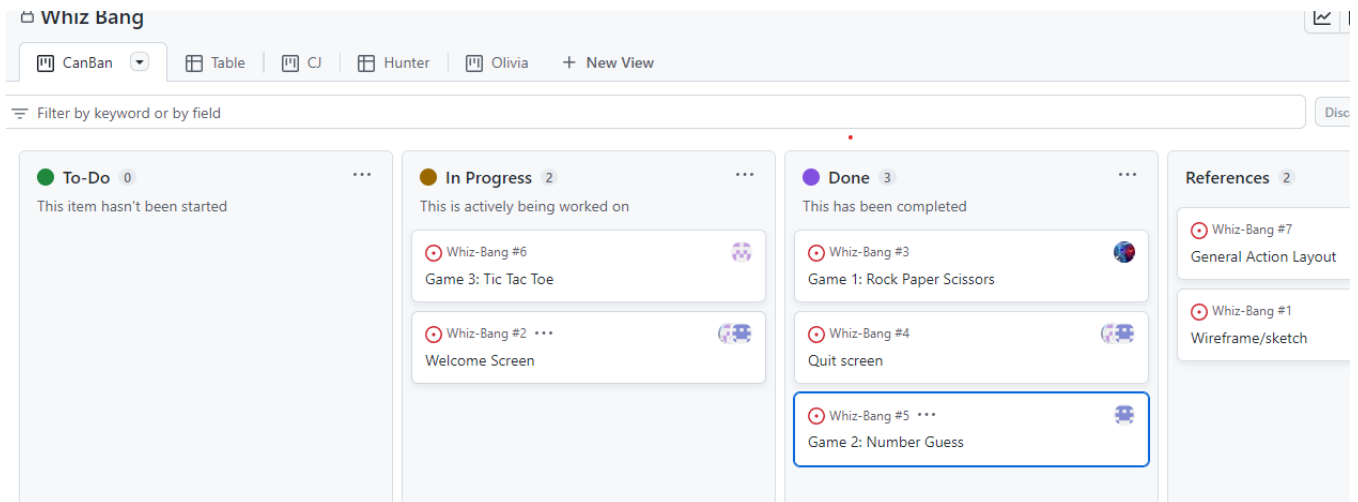 Whiz Bang
CanBan
Table
CJ
Hunter
Olivia
+ New View
Filter by keyword or by field
To-Do 0
This item hasn't been started
In Progress 2
This is actively being worked on
Whiz-Bang #6
Game 3: Tic Tac Toe
Whiz-Bang #2
Welcome Screen
Done 3
This has been completed
Whiz-Bang #3
Game 1: Rock Paper Scissors
Whiz-Bang #4
Quit screen
Whiz-Bang #5
Game 2: Number Guess
References 2
Whiz-Bang #7
General Action Layout
Whiz-Bang #1
Wireframe/sketch